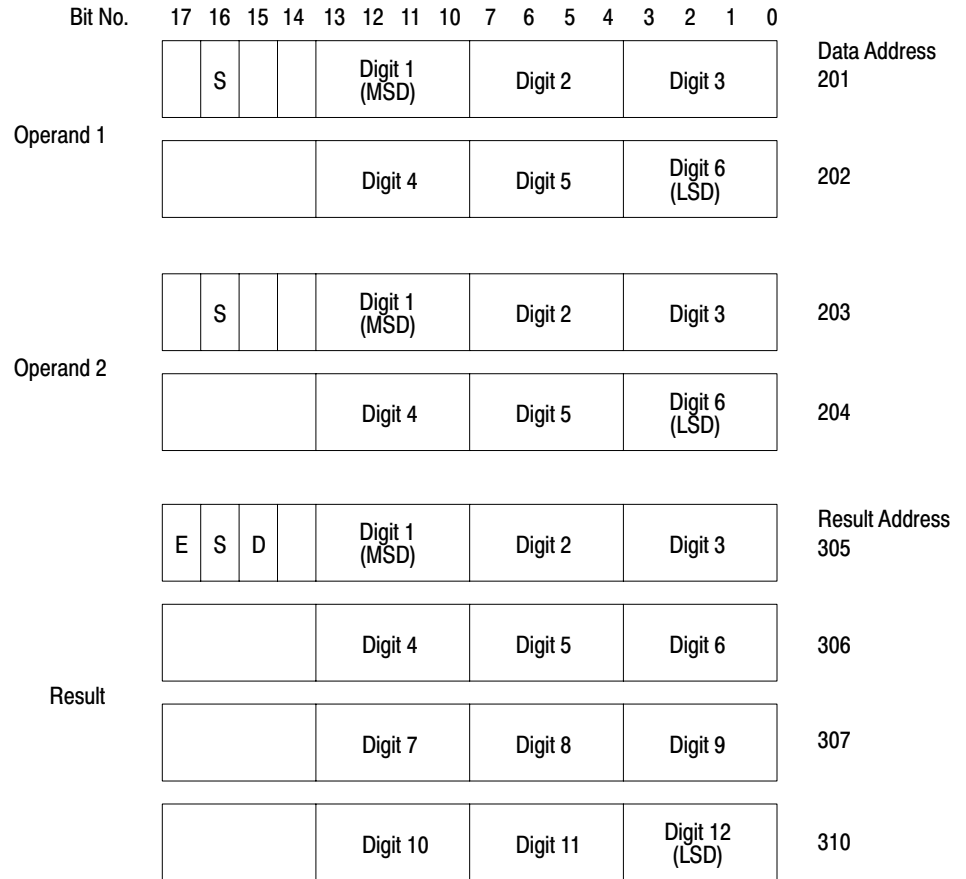 Bit No. 17 16 15 14 13 12 11 10 7 6 5 4 3 2 1 0
Data Address
S Digit 1 (MSD) Digit 2 Digit 3 201
Operand 1
Digit 4 Digit 5 Digit 6 (LSD) 202
S Digit 1 (MSD) Digit 2 Digit 3 203
Operand 2
Digit 4 Digit 5 Digit 6 (LSD) 204
Result Address
E S D Digit 1 (MSD) Digit 2 Digit 3 305
Digit 4 Digit 5 Digit 6 306
Result
Digit 7 Digit 8 Digit 9 307
Digit 10 Digit 11 Digit 12 (LSD) 310